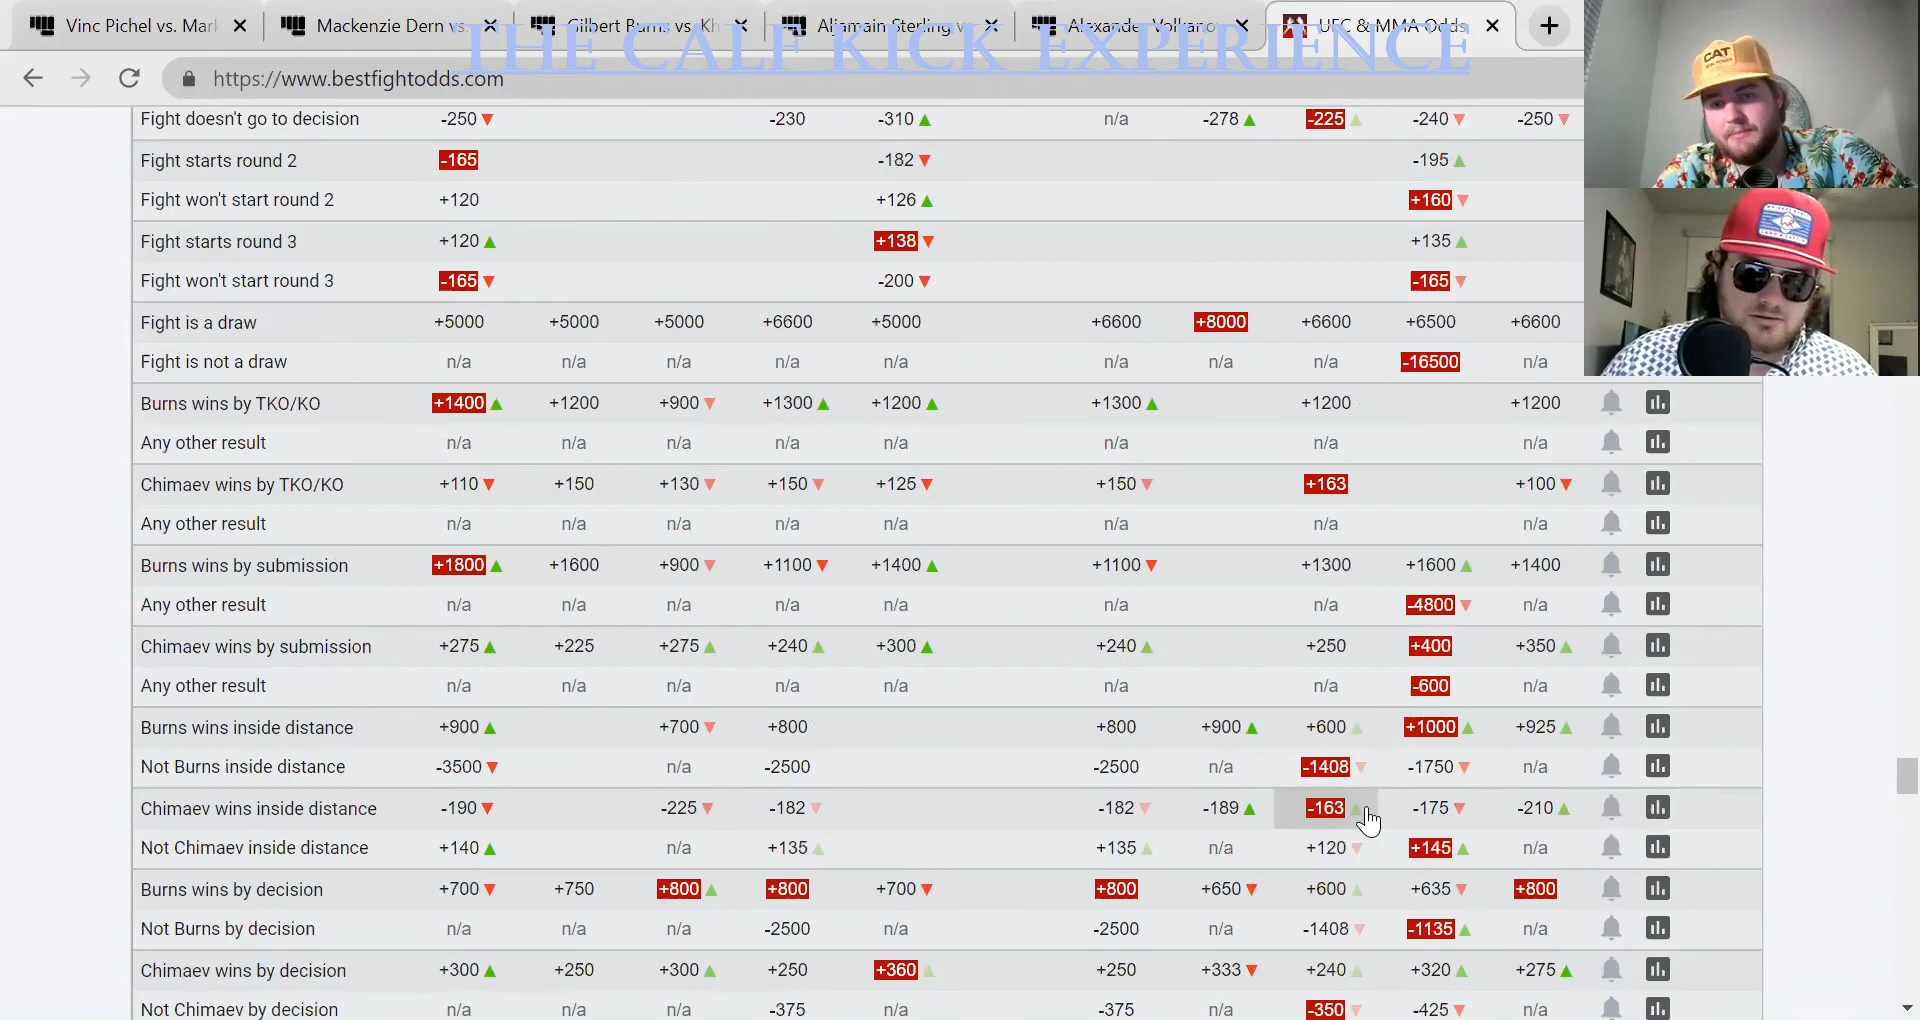 Vinc Pichel vs. Mark
Mackenzie Dern vs.
Gilbert Burns vs. Kh
Aljamain Sterling v
Alexander Volkano
UFC & MMA Odds
THE CALF KICK EXPERIENCE
https://www.bestfightodds.com
CAT
Fight doesn't go to decision -250 -230 -310 n/a -278 -225 -240 -250
Fight starts round 2 -165 -182 -195
Fight won't start round 2 +120 +126 +160
Fight starts round 3 +120 +138 +135
Fight won't start round 3 -165 -200 -165
Fight is a draw +5000 +5000 +5000 +6600 +5000 +6600 +8000 +6600 +6500 +6600
Fight is not a draw n/a n/a n/a n/a n/a n/a n/a n/a -16500 n/a
Burns wins by TKO/KO +1400 +1200 +900 +1300 +1200 +1300 +1200 +1200
Any other result n/a n/a n/a n/a n/a n/a n/a n/a
Chimaev wins by TKO/KO +110 +150 +130 +150 +125 +150 +163 +100
Any other result n/a n/a n/a n/a n/a n/a n/a n/a
Burns wins by submission +1800 +1600 +900 +1100 +1400 +1100 +1300 +1600 +1400
Any other result n/a n/a n/a n/a n/a n/a n/a -4800 n/a
Chimaev wins by submission +275 +225 +275 +240 +300 +240 +250 +400 +350
Any other result n/a n/a n/a n/a n/a n/a n/a -600 n/a
Burns wins inside distance +900 +700 +800 +800 +900 +600 +1000 +925
Not Burns inside distance -3500 n/a -2500 -2500 n/a -1408 -1750 n/a
Chimaev wins inside distance -190 -225 -182 -182 -189 -163 -175 -210
Not Chimaev inside distance +140 n/a +135 +135 n/a +120 +145 n/a
Burns wins by decision +700 +750 +800 +800 +700 +800 +650 +600 +635 +800
Not Burns by decision n/a n/a n/a -2500 n/a -2500 n/a -1408 -1135 n/a
Chimaev wins by decision +300 +250 +300 +250 +360 +250 +333 +240 +320 +275
Not Chimaev by decision n/a n/a n/a -375 n/a -375 n/a -350 -425 n/a